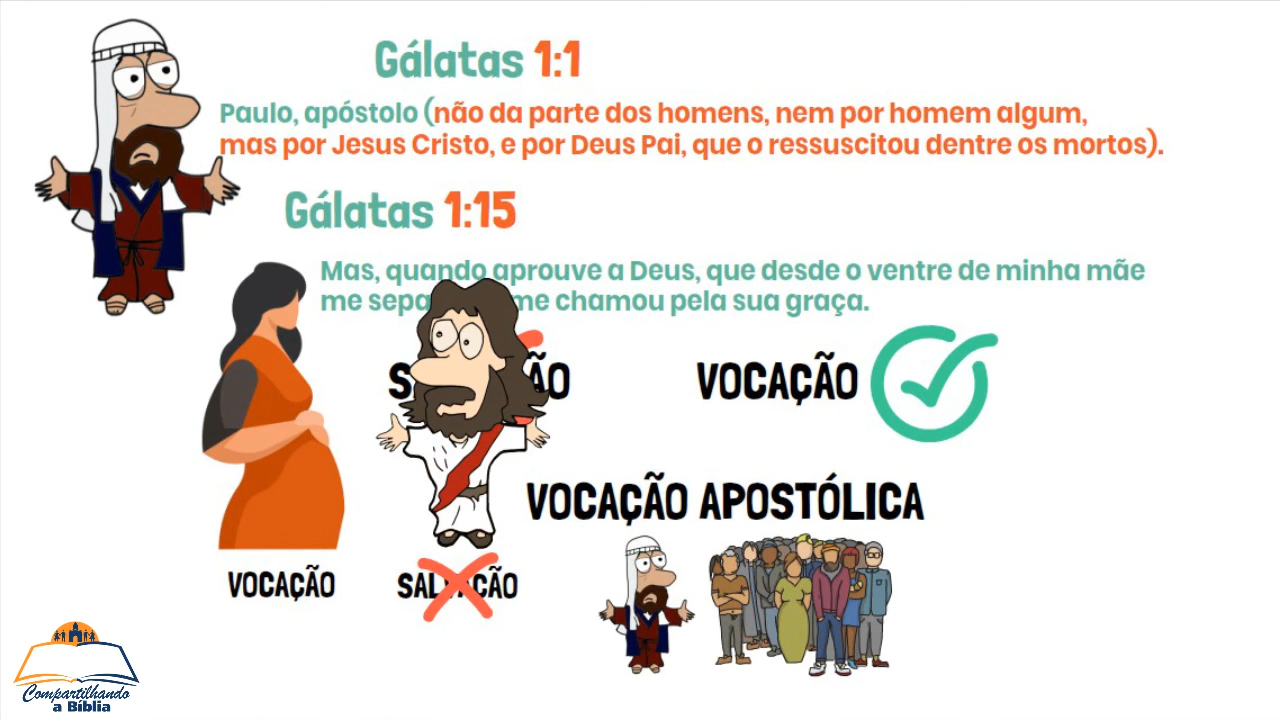 Gálatas 1:1
Paulo, apóstolo (não da parte dos homens, nem por homem algum,
mas por Jesus Cristo, e por Deus Pai, que o ressuscitou dentre os mortos).
Gálatas 1:15
Mas, quando aprouve a Deus, que desde o ventre de minha mãe
me me chamou pela sua graça.
VOCAÇÃO
VOCAÇÃO APOSTÓLICA
VOCAÇÃO
SALVAÇÃO
Compartilhando
a Bíblia